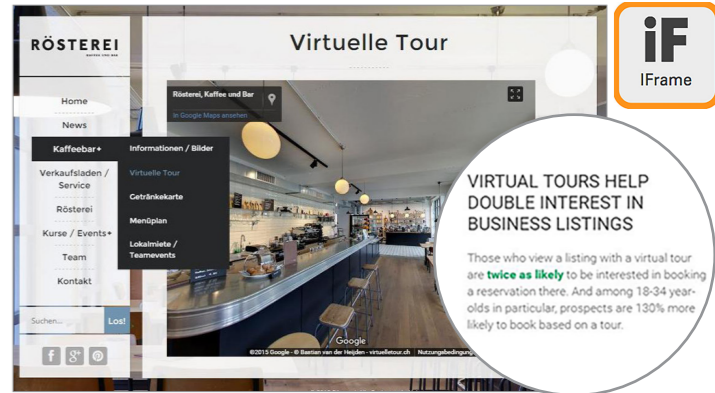 RÖSTEREI
KAFFEE UND BAR
Home
News
Kaffeebar+
Verkaufsladen /
Service
Rösterei
Kurse / Events+
Team
Kontakt
Suchen...
Los!
Informationen / Bilder
Virtuelle Tour
Getränkekarte
Menüplan
Lokalmiete /
Teamevents
Virtuelle Tour
Rösterei, Kaffee und Bar
In Google Maps ansehen
Google
©2015 Google - © Bastian van der Heijden - virtuelletour.ch
Nutzungsbedingung
iF
IFrame
VIRTUAL TOURS HELP
DOUBLE INTEREST IN
BUSINESS LISTINGS
Those who view a listing with a virtual tour
are twice as likely to be interested in booking
a reservation there. And among 18-34 year-
olds in particular, prospects are 130% more
likely to book based on a tour.